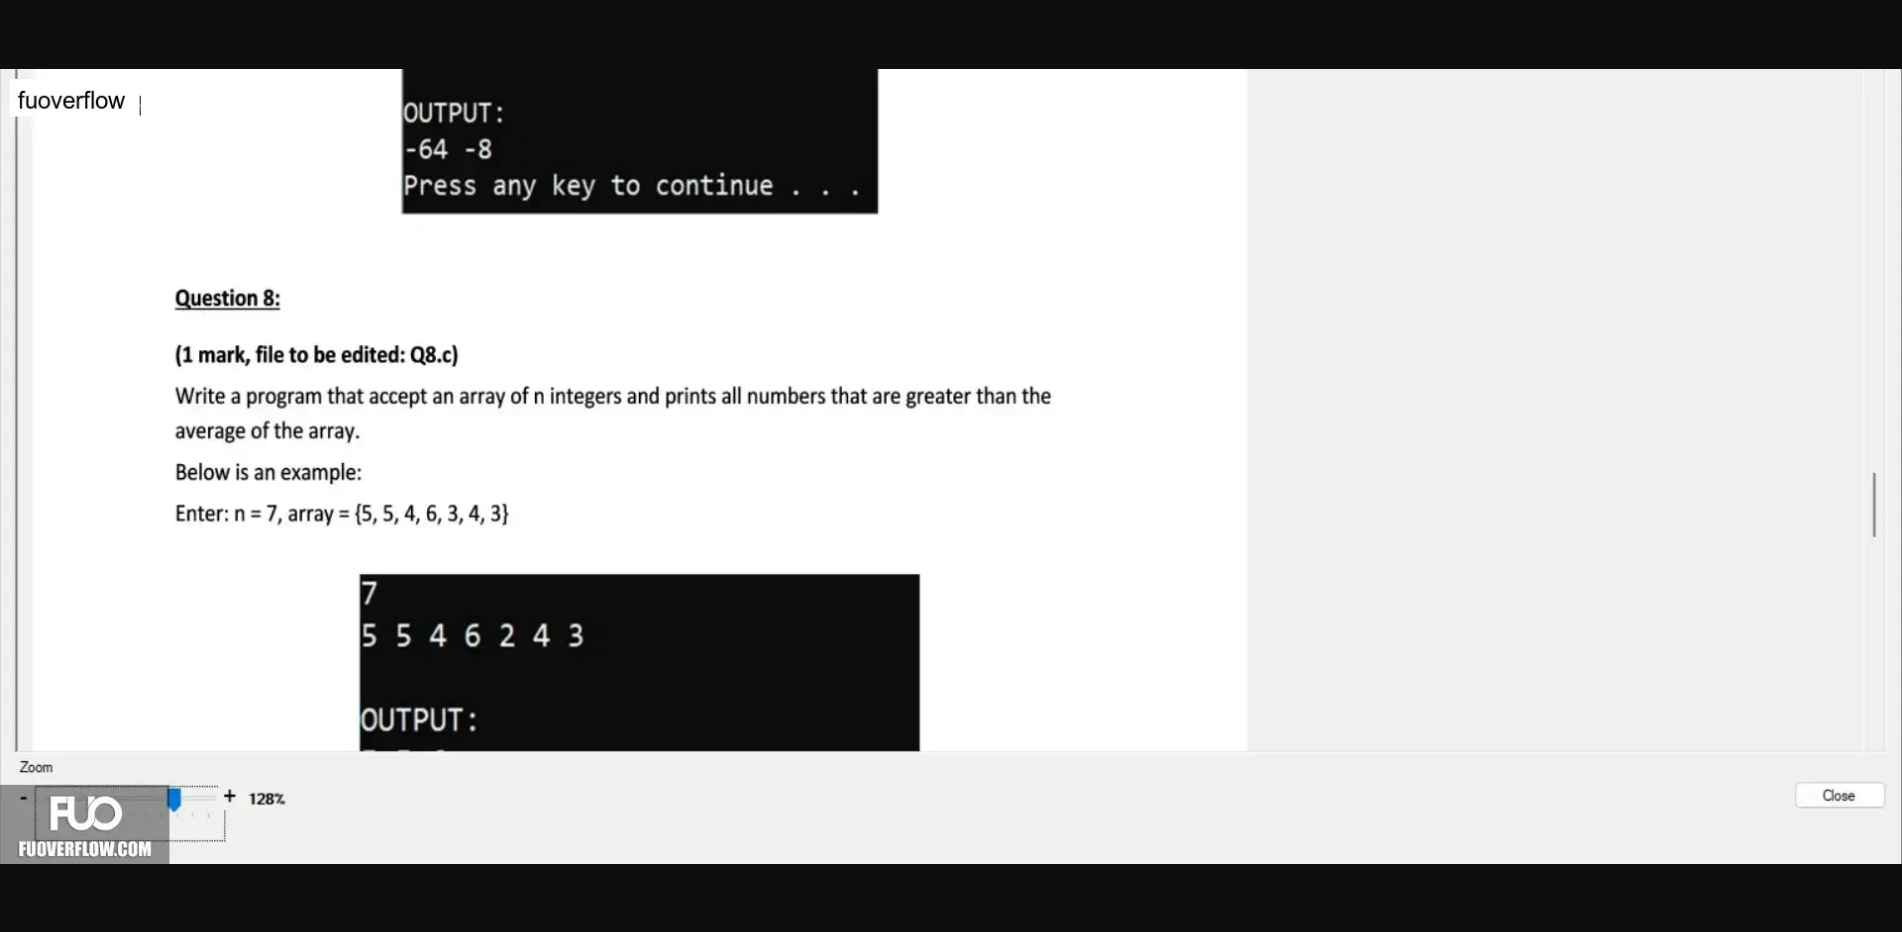 fuoverflow
OUTPUT:
-64 -8
Press any key to continue . . .
Question 8:
(1 mark, file to be edited: Q8.c)
Write a program that accept an array of n integers and prints all numbers that are greater than the
average of the array.
Below is an example:
Enter: n = 7, array = {5, 5, 4, 6, 3, 4, 3}
7
5 5 4 6 2 4 3
OUTPUT:
Zoom
- + 128%
Close
FUO
FUOVERFLOW.COM